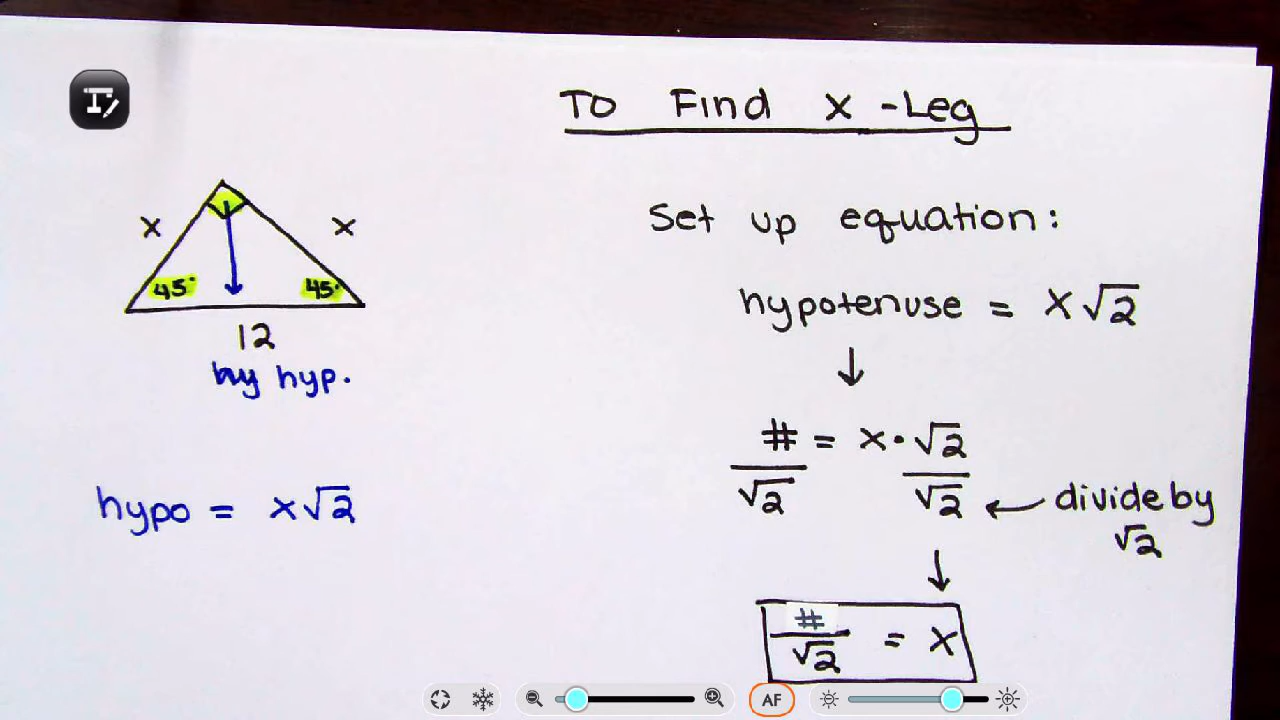 TO Find x -Leg
x x
45° 45°
12
hyp.
hypo = x√2
Set up equation:
hypotenuse = x√2
↓
# = x·√2
√2 √2 ← divide by
√2
↓
# = x
√2
AF